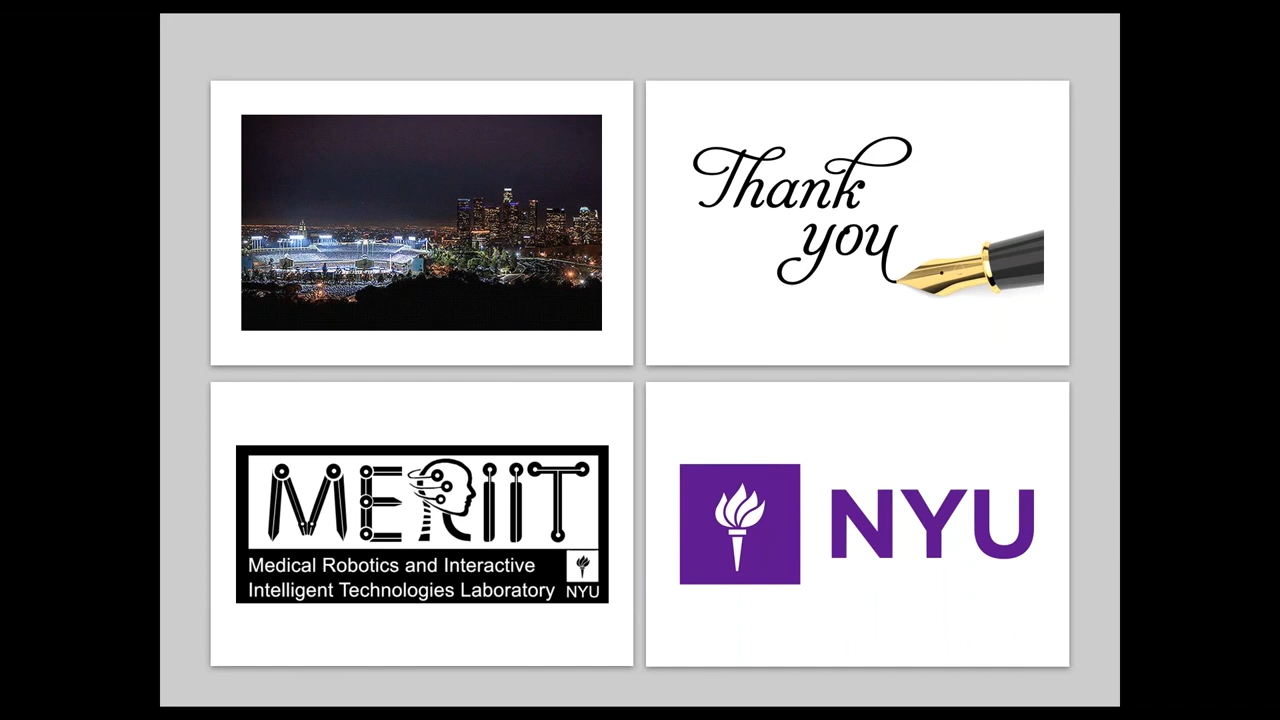 Thank
you
MERIIT
Medical Robotics and Interactive
Intelligent Technologies Laboratory NYU
NYU